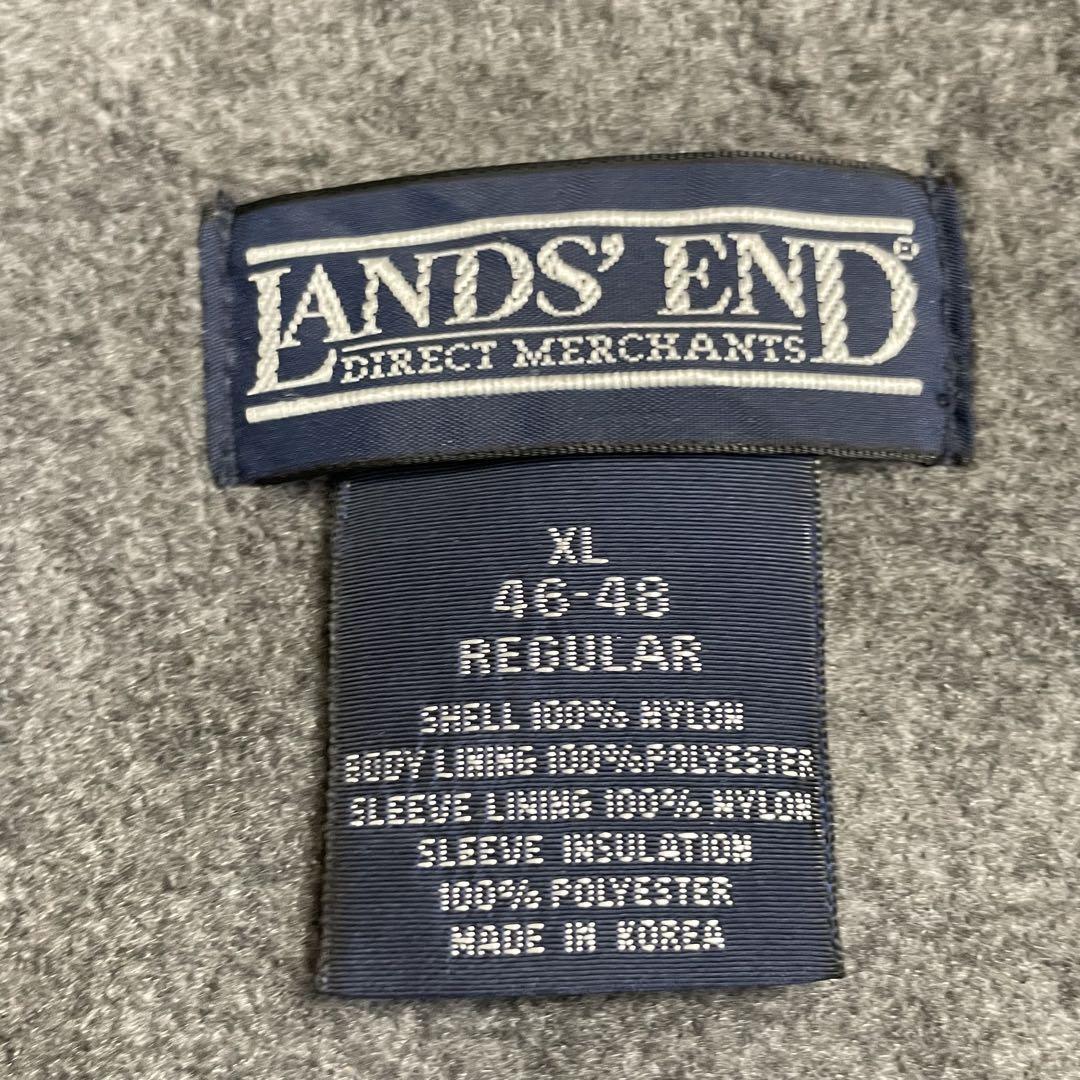 LANDS' END®
DIRECT MERCHANTS
XL
46-48
REGULAR
SHELL 100% NYLON
BODY LINING 100% POLYESTER
SLEEVE LINING 100% NYLON
SLEEVE INSULATION
100% POLYESTER
MADE IN KOREA